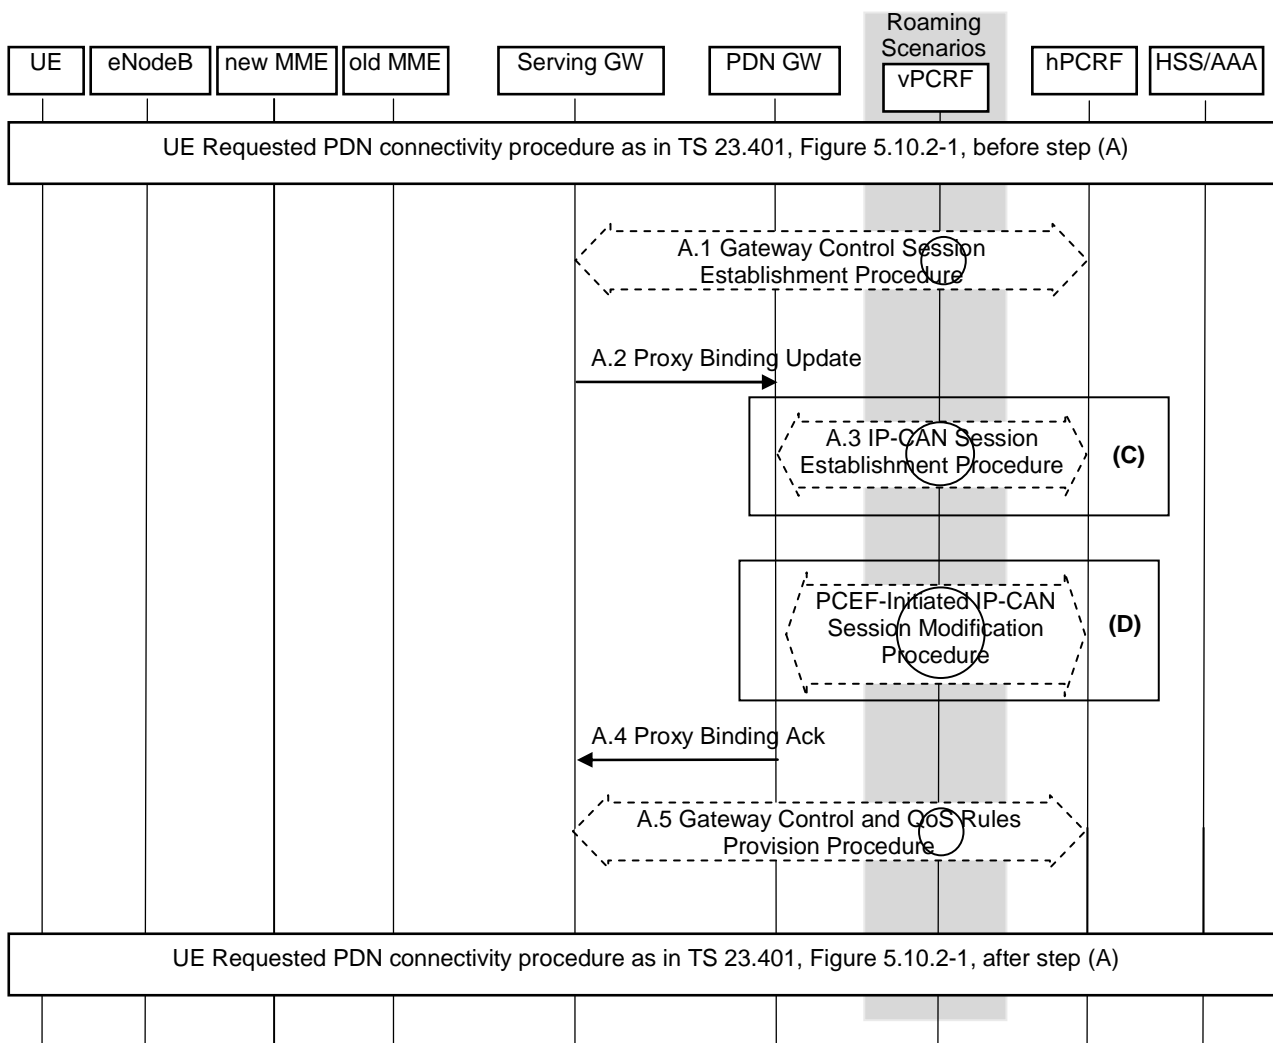 Roaming
Scenarios
UE
eNodeB
new MME
old MME
Serving GW
PDN GW
vPCRF
hPCRF
HSS/AAA
UE Requested PDN connectivity procedure as in TS 23.401, Figure 5.10.2-1, before step (A)
A.1 Gateway Control Session
Establishment Procedure
A.2 Proxy Binding Update
A.3 IP-CAN Session
Establishment Procedure
(C)
PCEF-Initiated IP-CAN
Session Modification
Procedure
(D)
A.4 Proxy Binding Ack
A.5 Gateway Control and QoS Rules
Provision Procedure
UE Requested PDN connectivity procedure as in TS 23.401, Figure 5.10.2-1, after step (A)